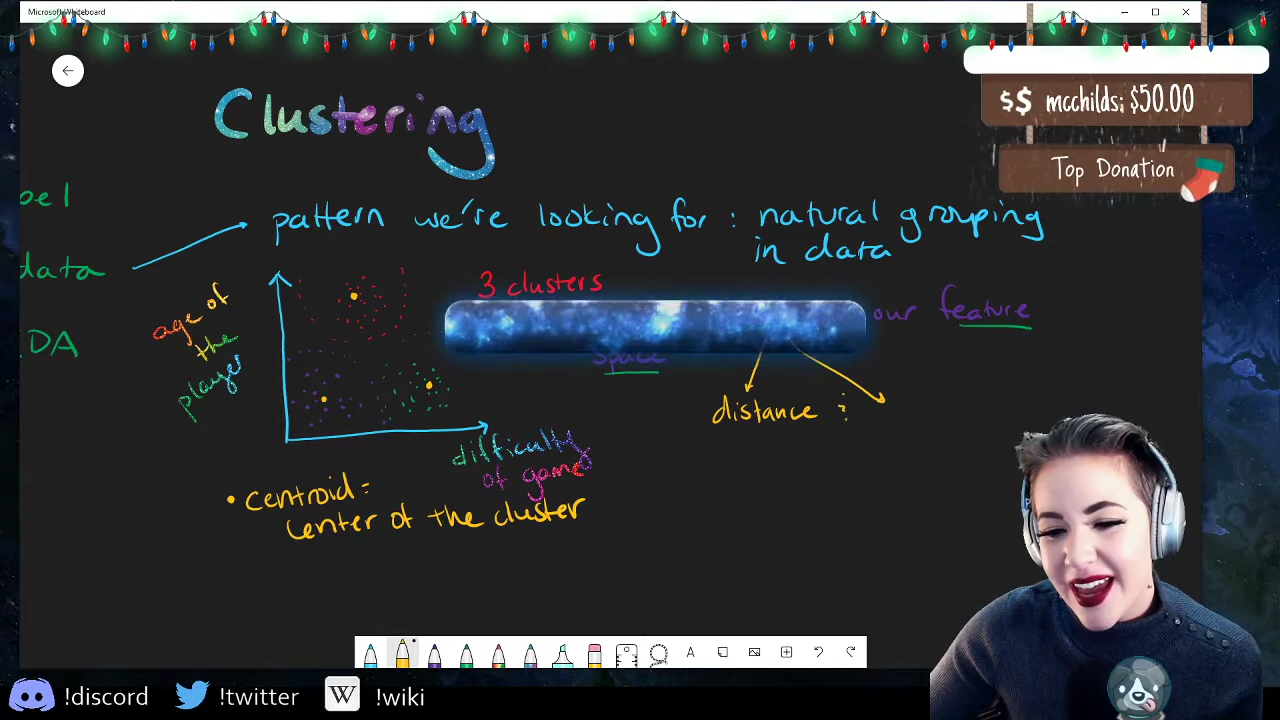 Microsoft Whiteboard
$$ mcchilds: $50.00
Top Donation
Clustering
pattern we're looking for : natural grouping
in data
data
DA
3 clusters
our feature
space
age of
the
player
distance :
difficulty
of game
• centroid =
center of the cluster
A
!discord
!twitter
W !wiki